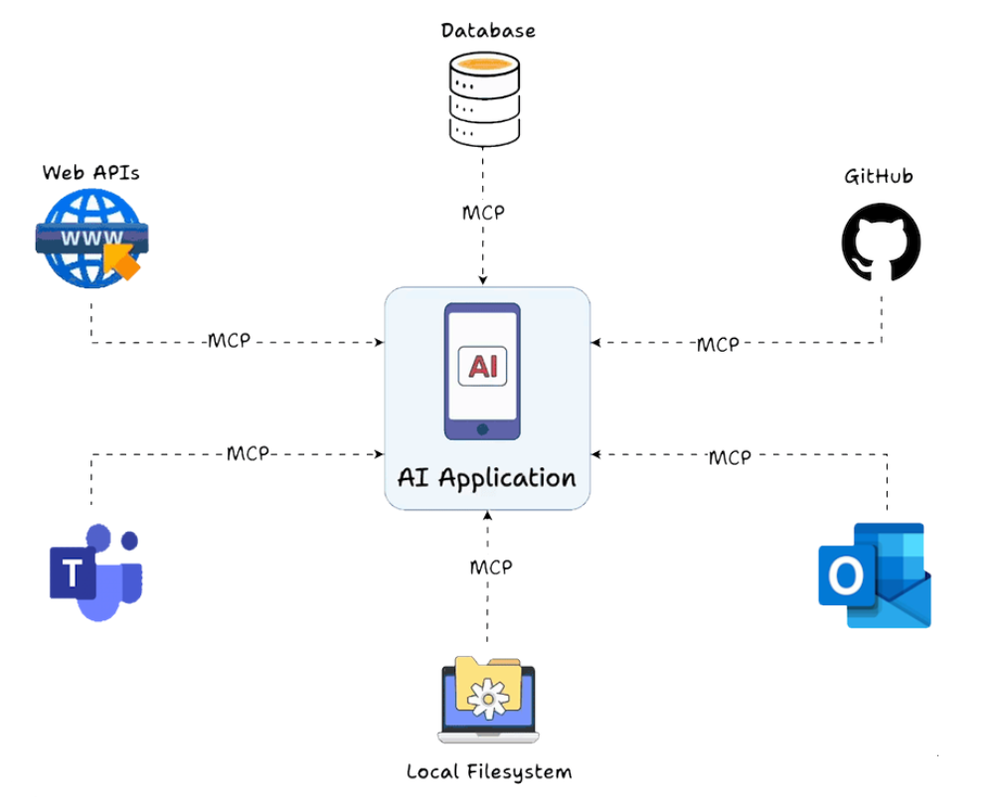 Database
Web APIs
GitHub
WWW
MCP
MCP
MCP
AI
AI Application
MCP
MCP
T
O
MCP
Local Filesystem